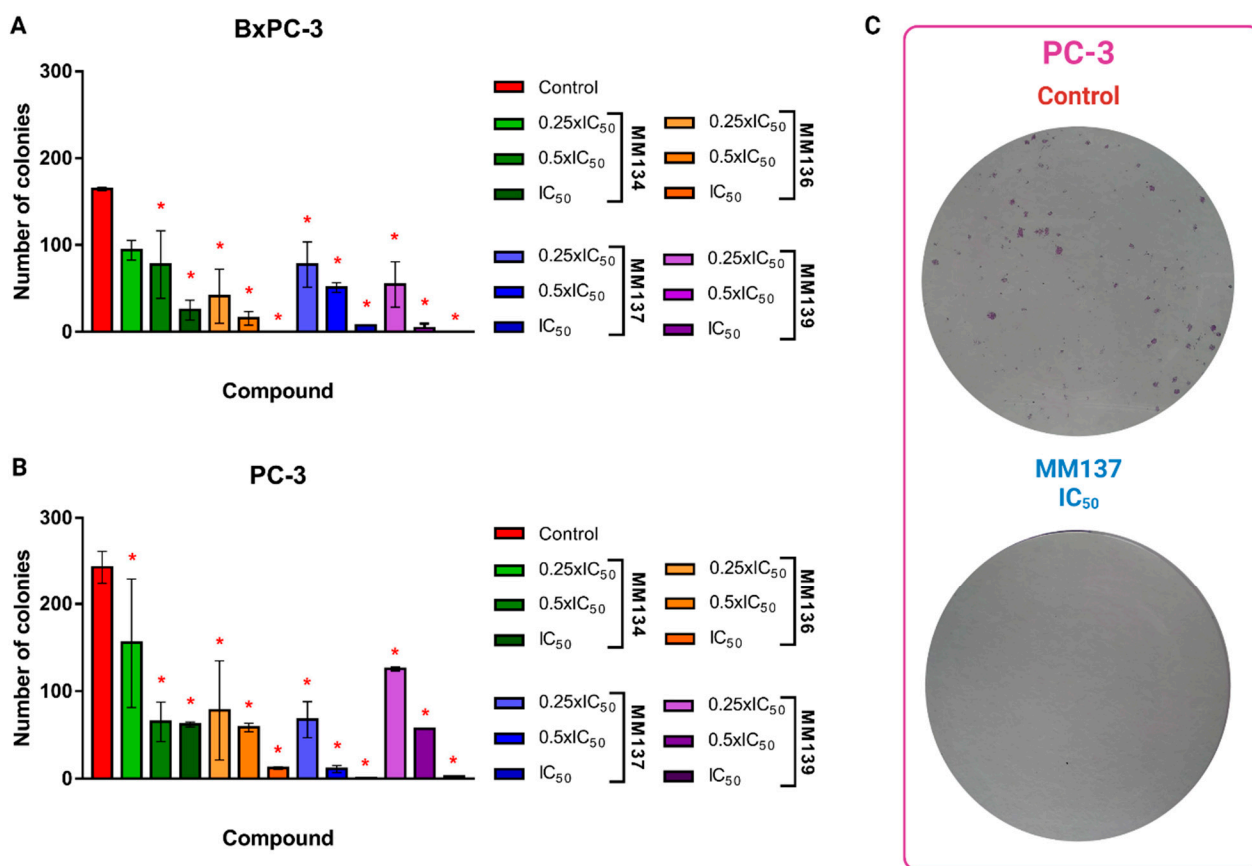 A
BxPC-3
300
200
100
0
Number of colonies
* * * * * * * * * * *
Compound
Control
0.25xIC₅₀
0.5xIC₅₀
IC₅₀
MM134
0.25xIC₅₀
0.5xIC₅₀
IC₅₀
MM136
0.25xIC₅₀
0.5xIC₅₀
IC₅₀
MM137
0.25xIC₅₀
0.5xIC₅₀
IC₅₀
MM139
B
PC-3
300
200
100
0
Number of colonies
* * * * * * * * * * * *
Compound
Control
0.25xIC₅₀
0.5xIC₅₀
IC₅₀
MM134
0.25xIC₅₀
0.5xIC₅₀
IC₅₀
MM136
0.25xIC₅₀
0.5xIC₅₀
IC₅₀
MM137
0.25xIC₅₀
0.5xIC₅₀
IC₅₀
MM139
C
PC-3
Control
MM137
IC₅₀